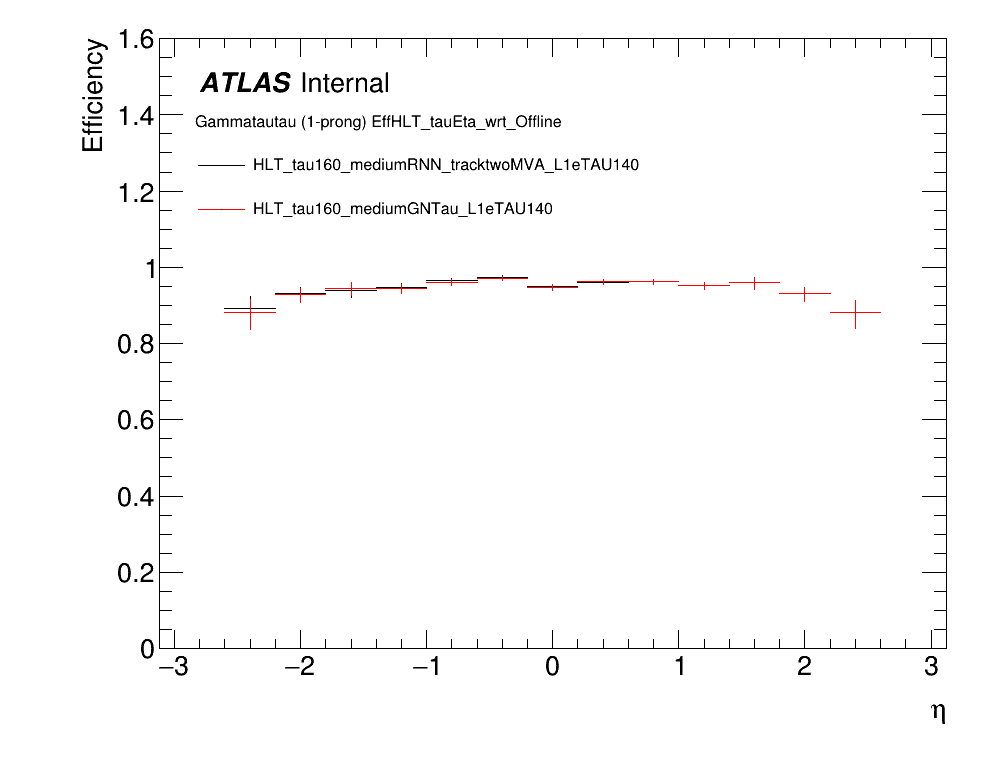 Efficiency
1.6
1.4
1.2
1
0.8
0.6
0.4
0.2
0
ATLAS Internal
Gammatautau (1-prong) EffHLT_tauEta_wrt_Offline
HLT_tau160_mediumRNN_tracktwoMVA_L1eTAU140
HLT_tau160_mediumGNTau_L1eTAU140
−3 −2 −1 0 1 2 3
η